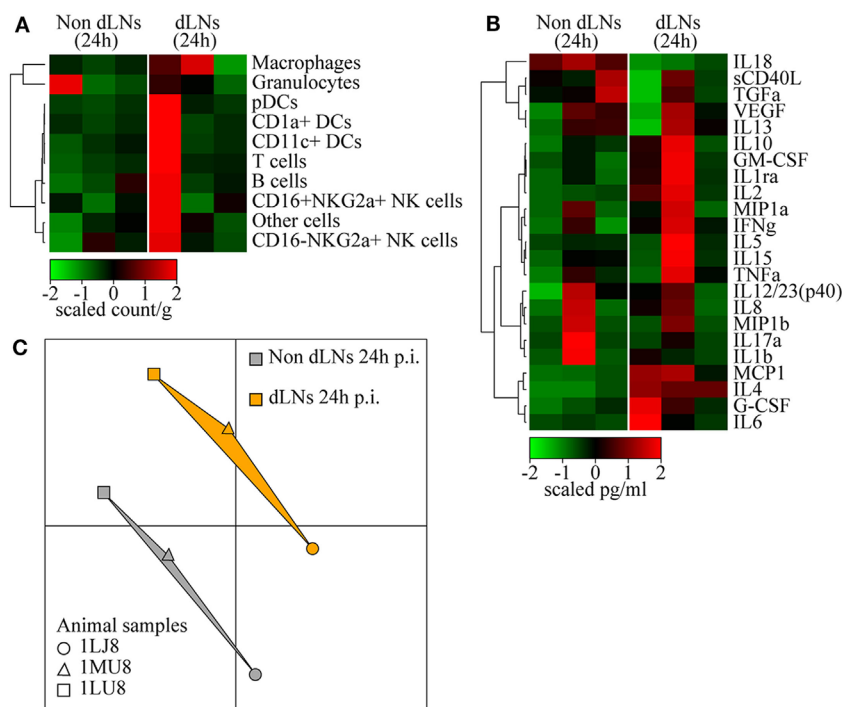 A
Non dLNs
(24h)
dLNs
(24h)
Macrophages
Granulocytes
pDCs
CD1a+ DCs
CD11c+ DCs
T cells
B cells
CD16+NKG2a+ NK cells
Other cells
CD16-NKG2a+ NK cells
-2 -1 0 1 2
scaled count/g
B
Non dLNs
(24h)
dLNs
(24h)
IL18
sCD40L
TGFa
VEGF
IL13
IL10
GM-CSF
IL1ra
IL2
MIP1a
IFNg
IL5
IL15
TNFa
IL12/23(p40)
IL8
MIP1b
IL17a
IL1b
MCP1
IL4
G-CSF
IL6
-2 -1 0 1 2
scaled pg/ml
C
Non dLNs 24h p.i.
dLNs 24h p.i.
Animal samples
1LJ8
1MU8
1LU8